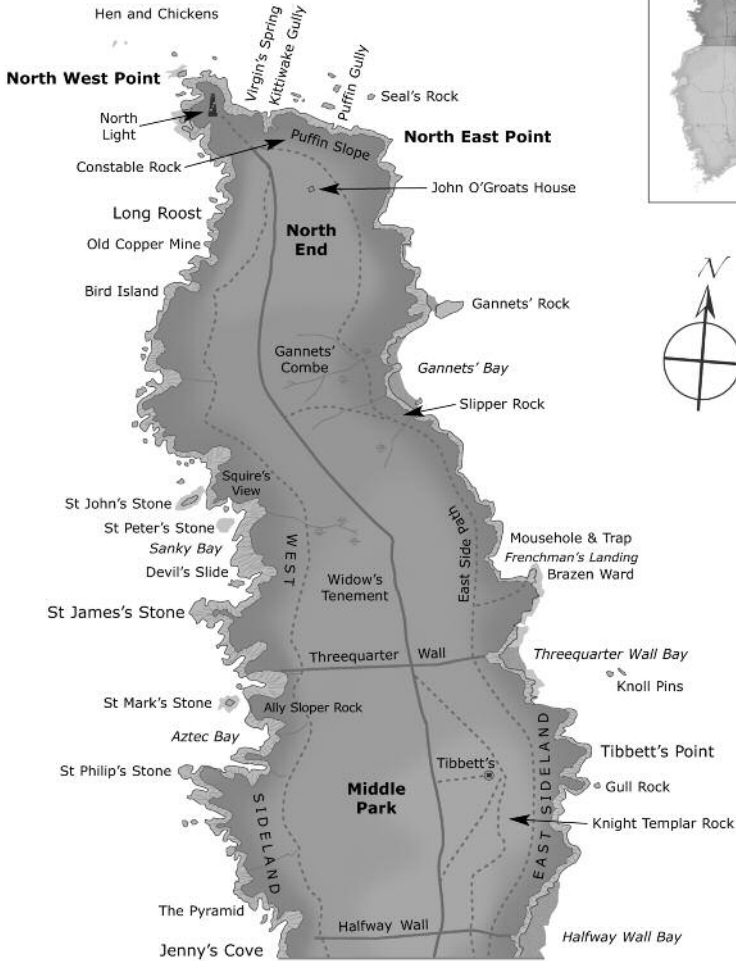 Hen and Chickens
Virgin's Spring
Kittiwake Gully
Puffin Gully
North West Point
Seal's Rock
North
Light
Puffin Slope
North East Point
Constable Rock
John O'Groats House
Long Roost
North
End
Old Copper Mine
Bird Island
Gannets' Rock
N
Gannets'
Combe
Gannets' Bay
Slipper Rock
Squire's
View
St John's Stone
St Peter's Stone
Sanky Bay
Devil's Slide
WEST
East Side Path
Mousehole & Trap
Frenchman's Landing
Brazen Ward
Widow's
Tenement
St James's Stone
Threequarter Wall
Threequarter Wall Bay
Knoll Pins
St Mark's Stone
Ally Sloper Rock
Aztec Bay
Tibbett's Point
Tibbett's
St Philip's Stone
Gull Rock
Middle
Park
SIDELAND
EAST SIDELAND
Knight Templar Rock
The Pyramid
Halfway Wall
Halfway Wall Bay
Jenny's Cove